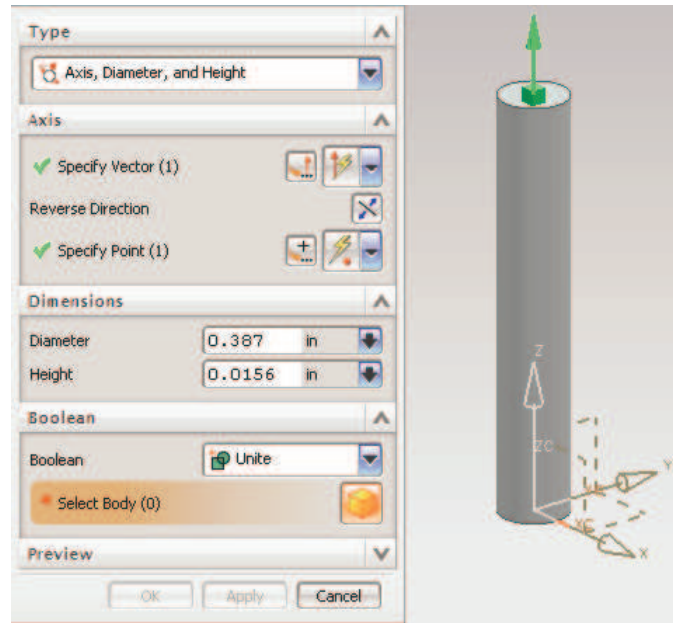 Type
Axis, Diameter, and Height
Axis
Specify Vector (1)
Reverse Direction
Specify Point (1)
Dimensions
Diameter 0.387 in
Height 0.0156 in
Boolean
Boolean Unite
Select Body (0)
Preview
OK Apply Cancel
Z
ZC
Y
XC
X